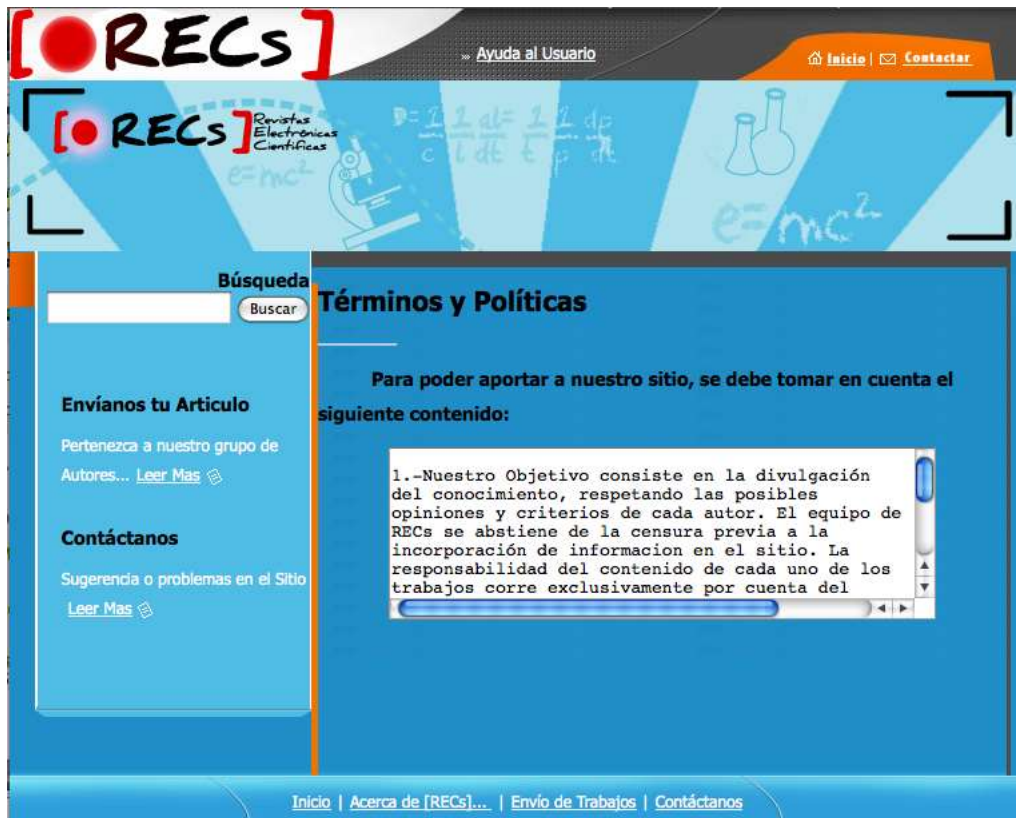 [RECs]
» Ayuda al Usuario
Inicio | Contactar
[RECs] Revistas
Electrónicas
Científicas
e=mc²
e=mc²
Búsqueda
Buscar
Términos y Políticas
Para poder aportar a nuestro sitio, se debe tomar en cuenta el
siguiente contenido:
Envíanos tu Articulo
Pertenezca a nuestro grupo de
Autores... Leer Mas
Contáctanos
Sugerencia o problemas en el Sitio
Leer Mas
1.-Nuestro Objetivo consiste en la divulgación
del conocimiento, respetando las posibles
opiniones y criterios de cada autor. El equipo de
RECs se abstiene de la censura previa a la
incorporación de informacion en el sitio. La
responsabilidad del contenido de cada uno de los
trabajos corre exclusivamente por cuenta del
Inicio | Acerca de [RECs]... | Envío de Trabajos | Contáctanos